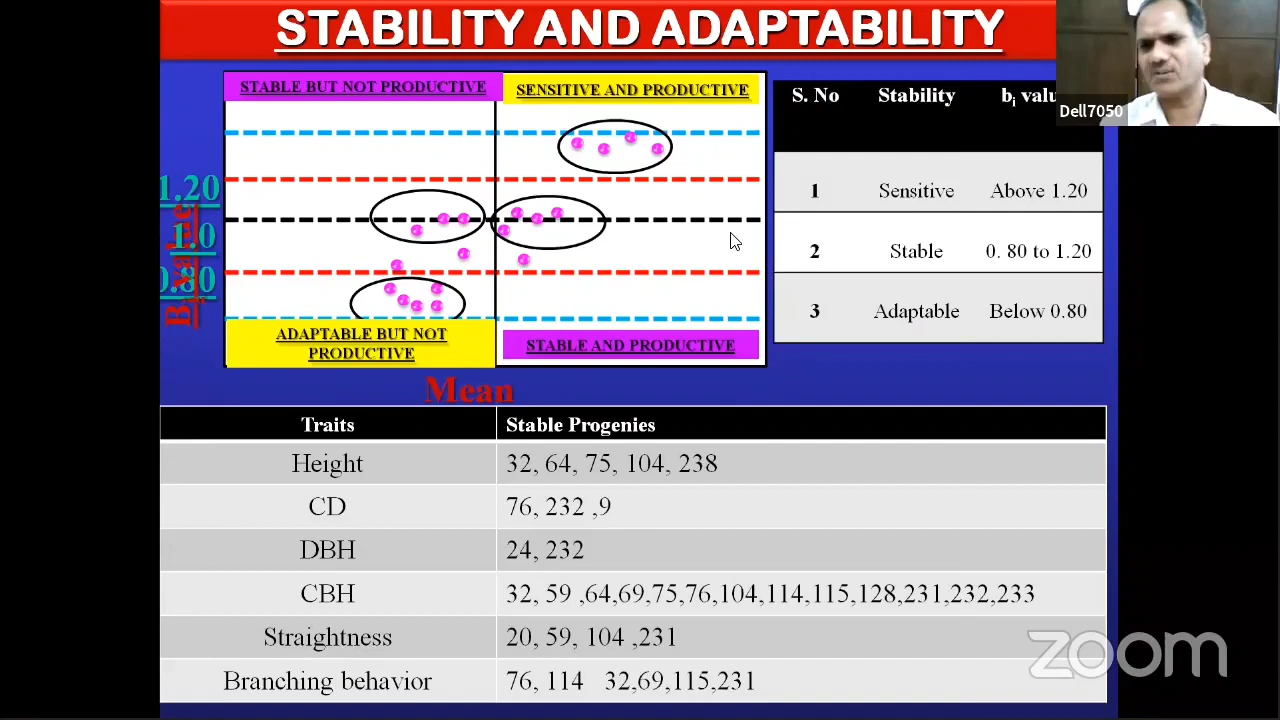 STABILITY AND ADAPTABILITY
STABLE BUT NOT PRODUCTIVE
SENSITIVE AND PRODUCTIVE
1.20
1.0
0.80
ADAPTABLE BUT NOT
PRODUCTIVE
STABLE AND PRODUCTIVE
Mean
S. No Stability bi
Dell7050
1 Sensitive Above 1.20
2 Stable 0. 80 to 1.20
3 Adaptable Below 0.80
Traits Stable Progenies
Height 32, 64, 75, 104, 238
CD 76, 232 ,9
DBH 24, 232
CBH 32, 59 ,64,69,75,76,104,114,115,128,231,232,233
Straightness 20, 59, 104 ,231
Branching behavior 76, 114 32,69,115,231
zoom